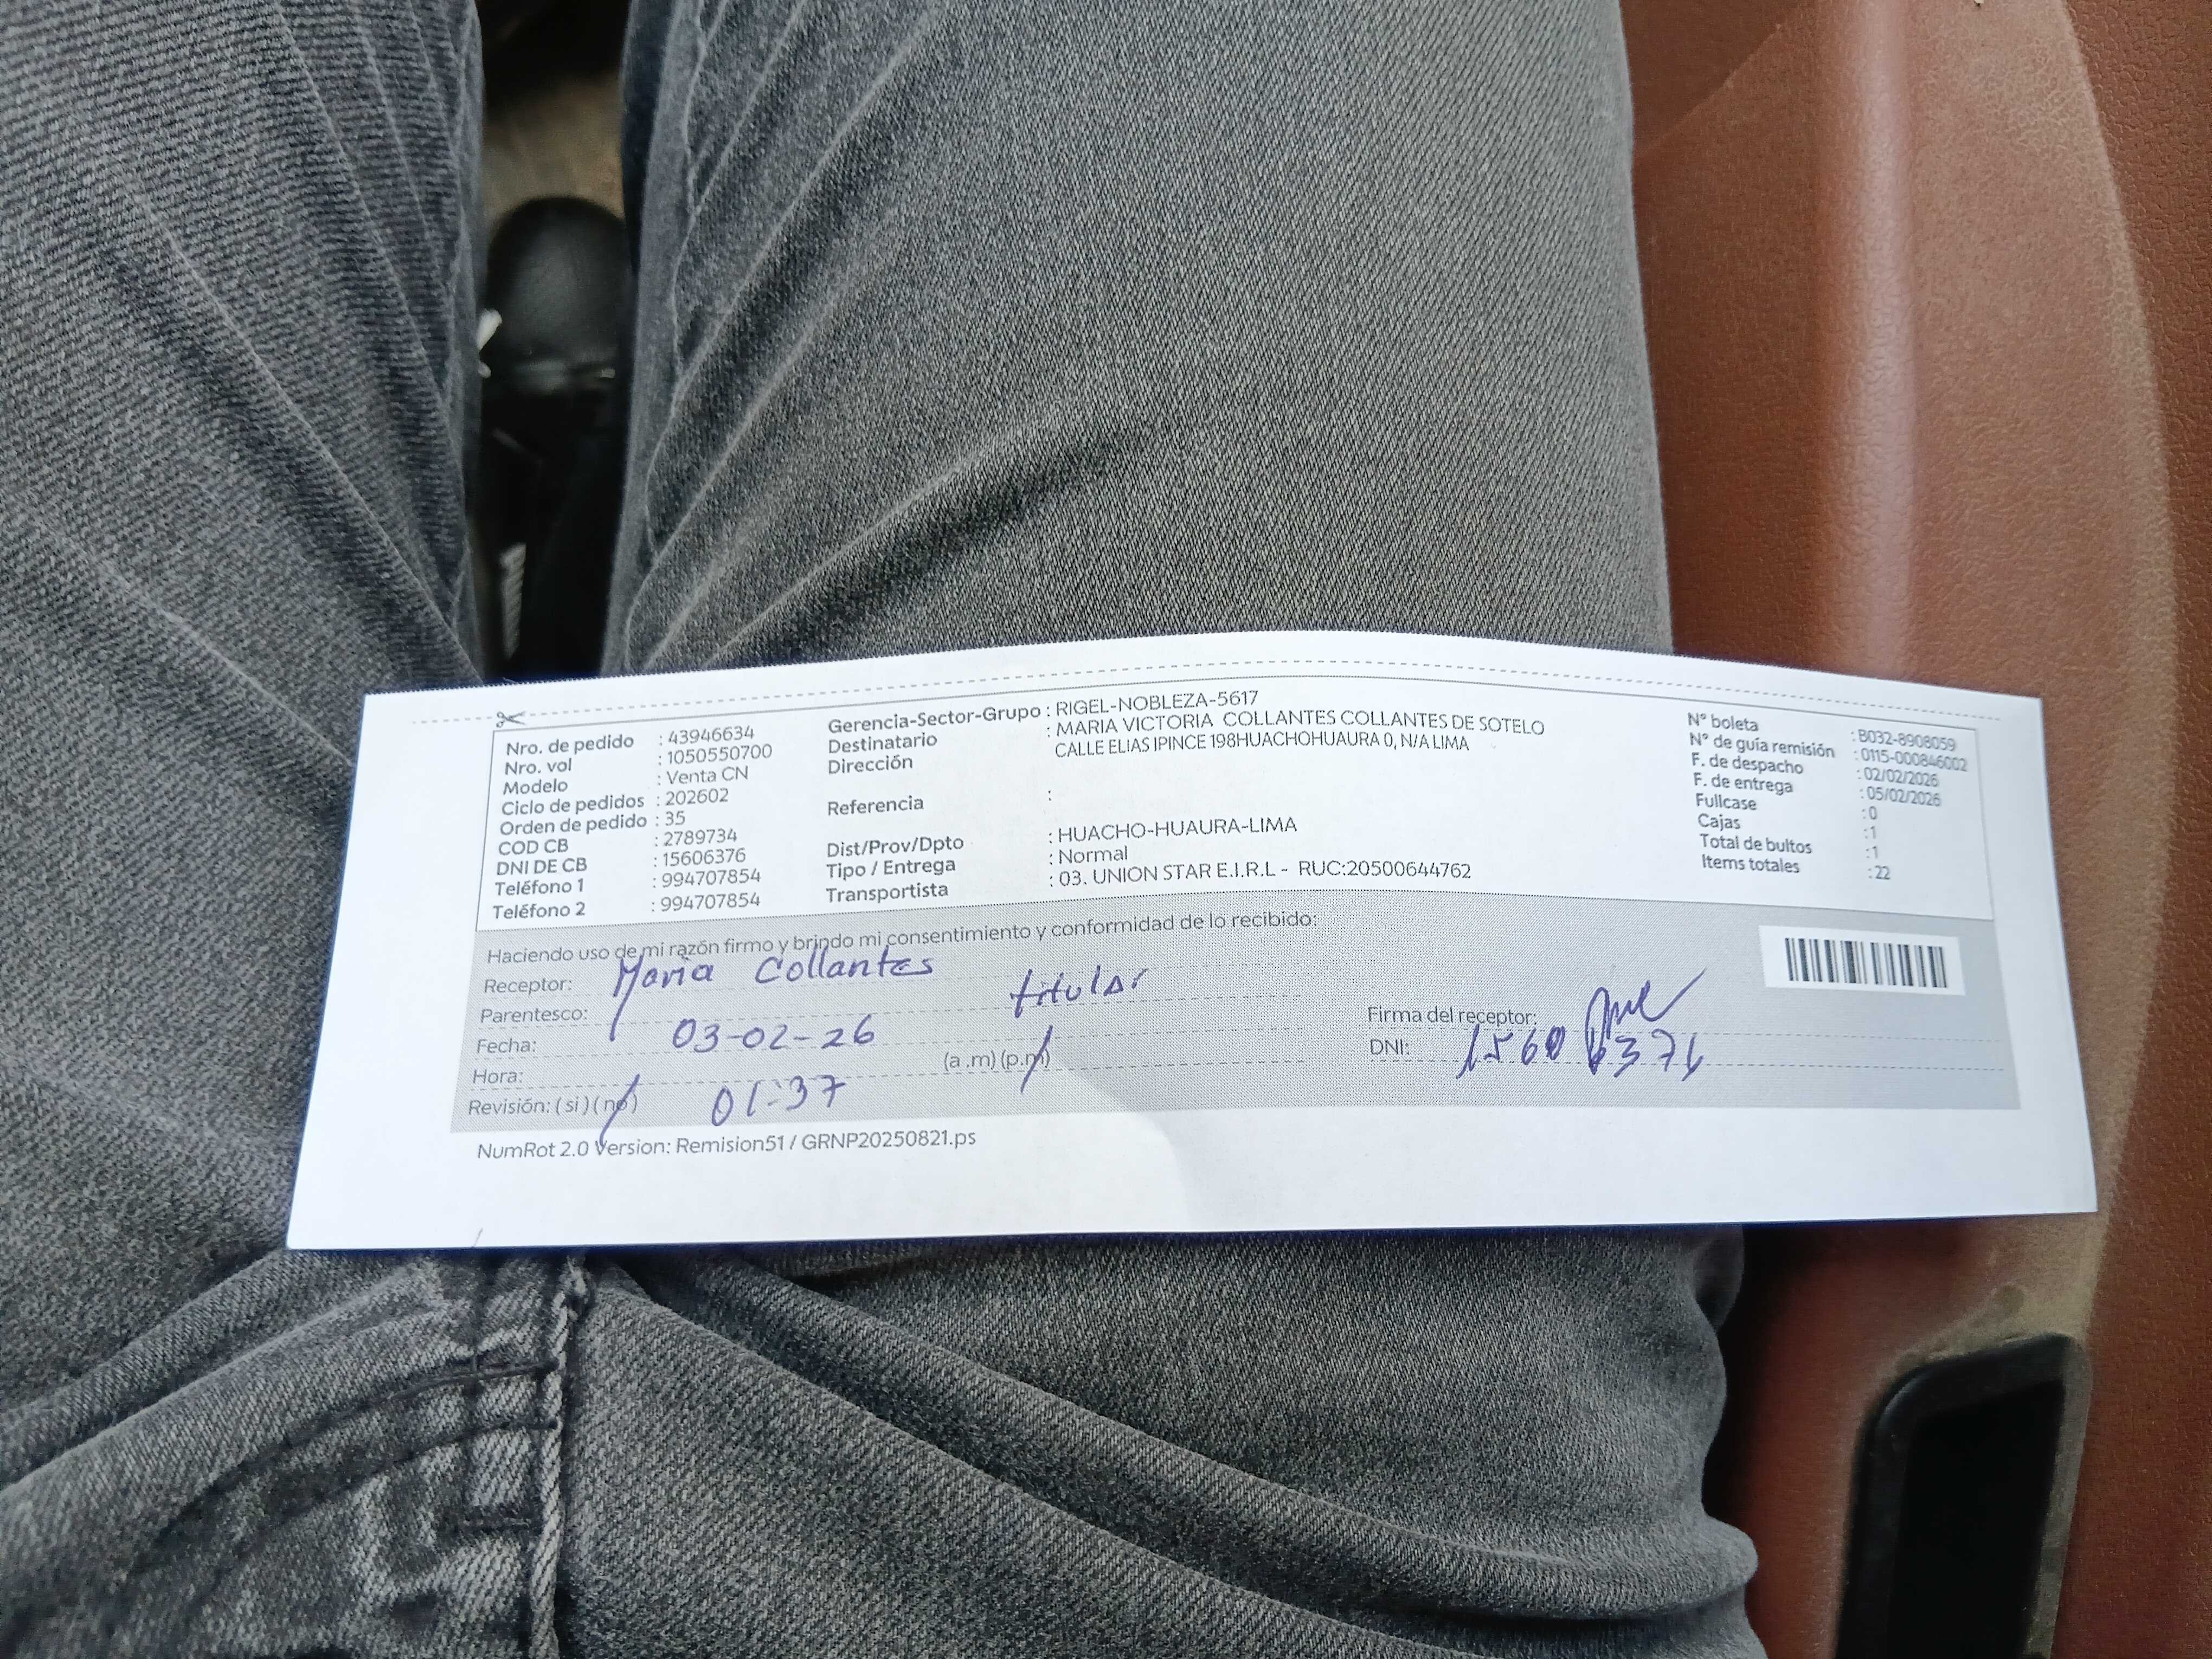 Nro. de pedido : 43946634
Nro. vol : 1050550700
Modelo : Venta CN
Ciclo de pedidos : 202602
Orden de pedido : 35
COD CB : 2789734
DNI DE CB : 15606376
Teléfono 1 : 994707854
Teléfono 2 : 994707854
Gerencia-Sector-Grupo : RIGEL-NOBLEZA-5617
Destinatario : MARIA VICTORIA COLLANTES COLLANTES DE SOTELO
Dirección CALLE ELIAS IPINCE 198HUACHOHUAURA 0, N/A LIMA
Referencia :
Dist/Prov/Dpto : HUACHO-HUAURA-LIMA
Tipo / Entrega : Normal
Transportista : 03. UNION STAR E.I.R.L - RUC:20500644762
N° boleta : B032-8908059
N° de guía remisión : 0115-000846002
F. de despacho : 02/02/2026
F. de entrega : 05/02/2026
Fullcase : 0
Cajas : 1
Total de bultos : 1
Items totales : 22
Haciendo uso de mi razón firmo y brindo mi consentimiento y conformidad de lo recibido:
Receptor: Maria Collantes
Parentesco: titular
Fecha: 03-02-26
Hora: (a .m) (p.m)
Revisión: ( si ) ( no ) 01:37
Firma del receptor:
DNI: 15606376
NumRot 2.0 Version: Remision51 / GRNP20250821.ps